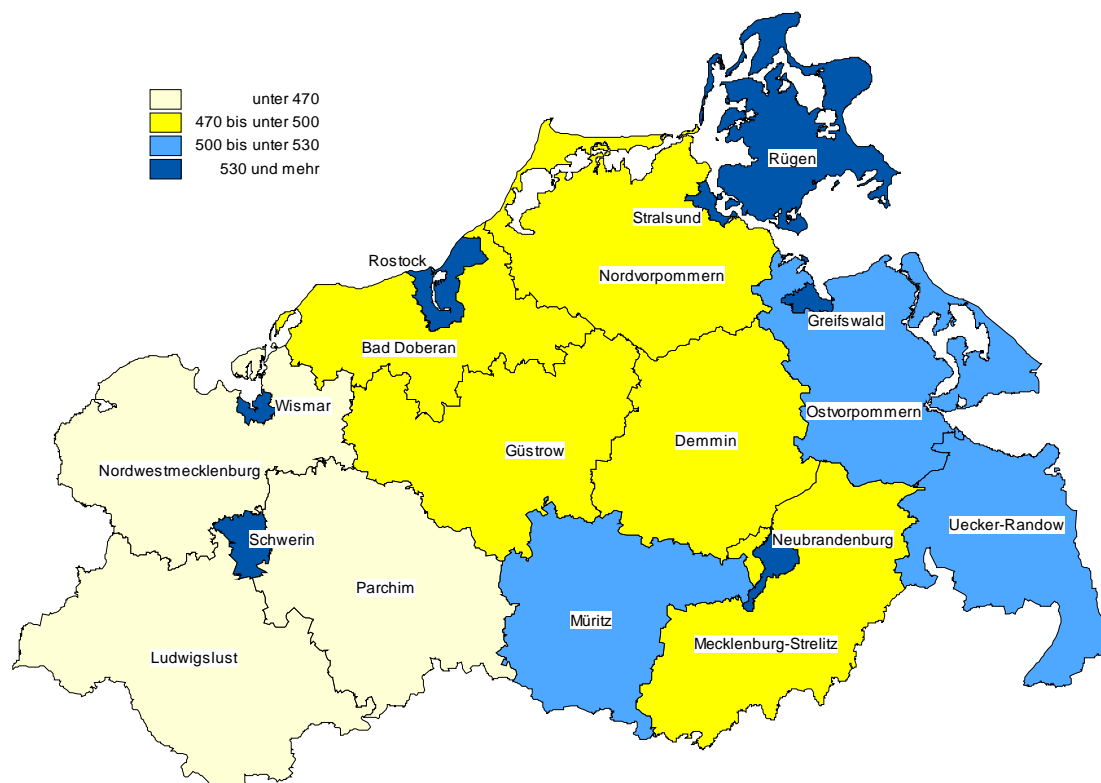 unter 470
470 bis unter 500
500 bis unter 530
530 und mehr
Rügen
Stralsund
Rostock
Nordvorpommern
Greifswald
Bad Doberan
Wismar
Ostvorpommern
Demmin
Güstrow
Nordwestmecklenburg
Uecker-Randow
Schwerin
Neubrandenburg
Parchim
Müritz
Mecklenburg-Strelitz
Ludwigslust